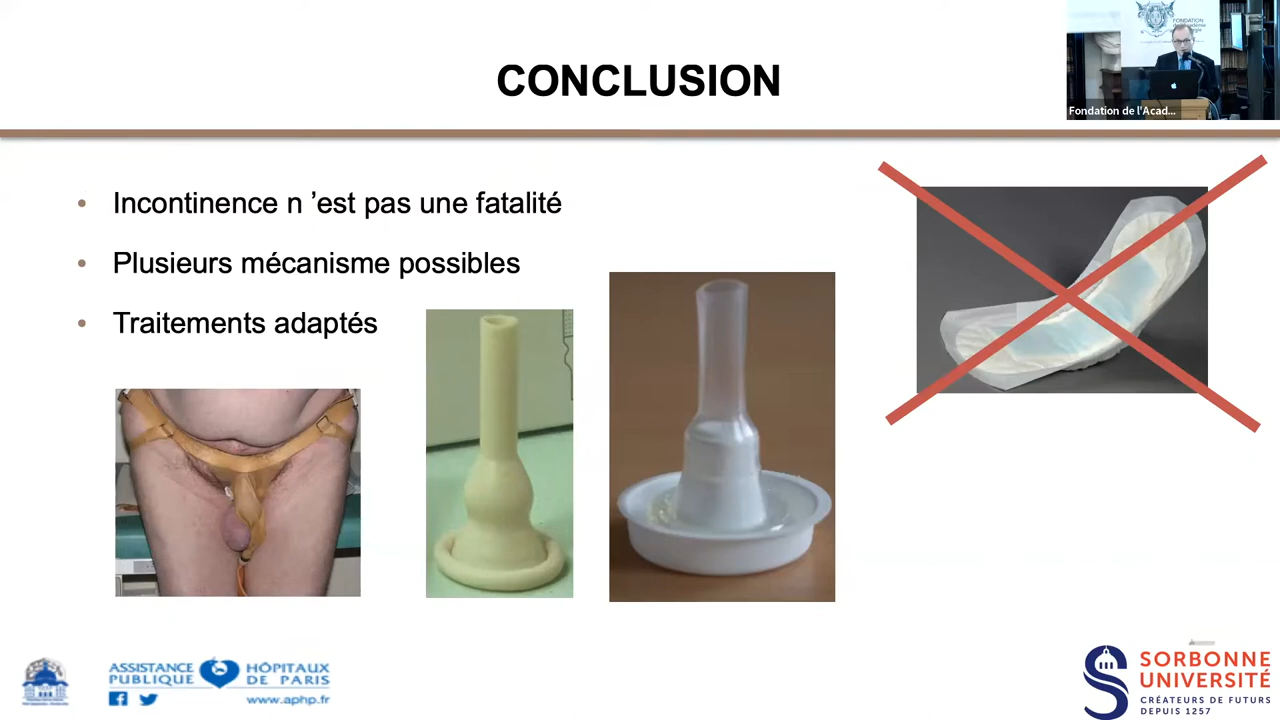 CONCLUSION
FONDATION
Fondation de l'Acad...
• Incontinence n ’est pas une fatalité
• Plusieurs mécanisme possibles
• Traitements adaptés
ASSISTANCE PUBLIQUE
HÔPITAUX DE PARIS
www.aphp.fr
SORBONNE
UNIVERSITÉ
CRÉATEURS DE FUTURS
DEPUIS 1257